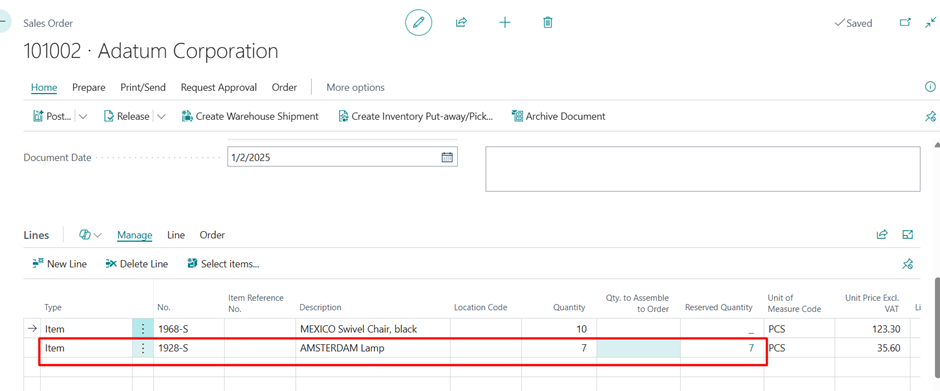 Sales Order
Saved
101002 · Adatum Corporation
Home Prepare Print/Send Request Approval Order More options
Post... Release Create Warehouse Shipment Create Inventory Put-away/Pick... Archive Document
Document Date 1/2/2025
Lines Manage Line Order
New Line Delete Line Select items...
Type No. Item Reference No. Description Location Code Quantity Qty. to Assemble to Order Reserved Quantity Unit of Measure Code Unit Price Excl. VAT Li
Item 1968-S MEXICO Swivel Chair, black 10 _ PCS 123.30
Item 1928-S AMSTERDAM Lamp 7 7 PCS 35.60